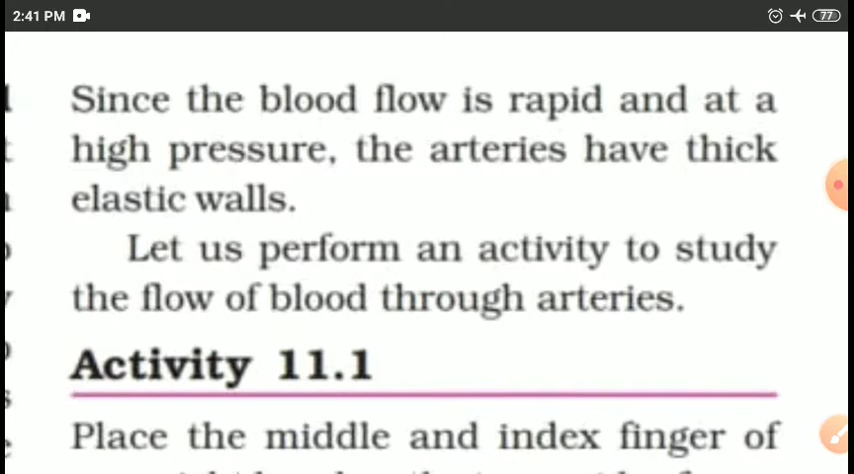 2:41 PM
77
Since the blood flow is rapid and at a
high pressure, the arteries have thick
elastic walls.
Let us perform an activity to study
the flow of blood through arteries.
Activity 11.1
Place the middle and index finger of